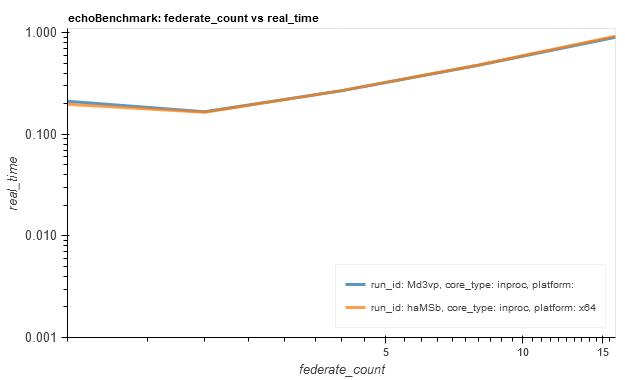 echoBenchmark: federate_count vs real_time
1.000
0.100
0.010
0.001
real_time
run_id: Md3vp, core_type: inproc, platform:
run_id: haMSb, core_type: inproc, platform: x64
5
10
15
federate_count